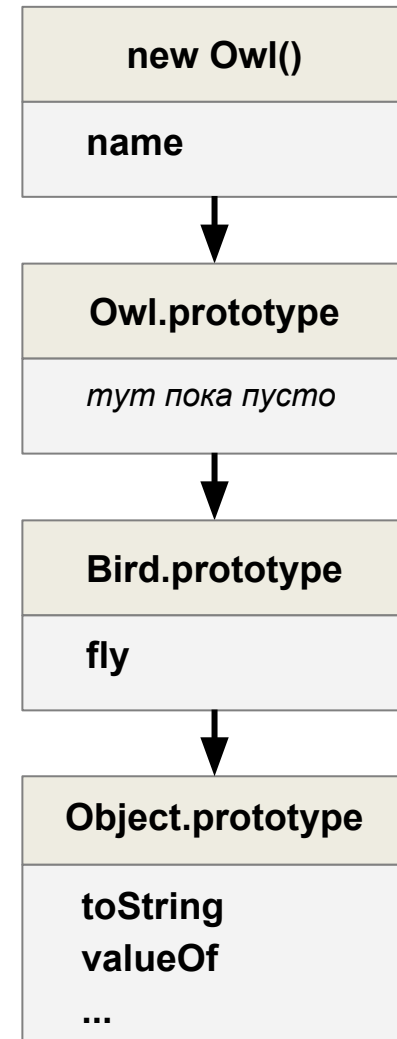 new Owl()
name
Owl.prototype
тут пока пусто
Bird.prototype
fly
Object.prototype
toString
valueOf
...